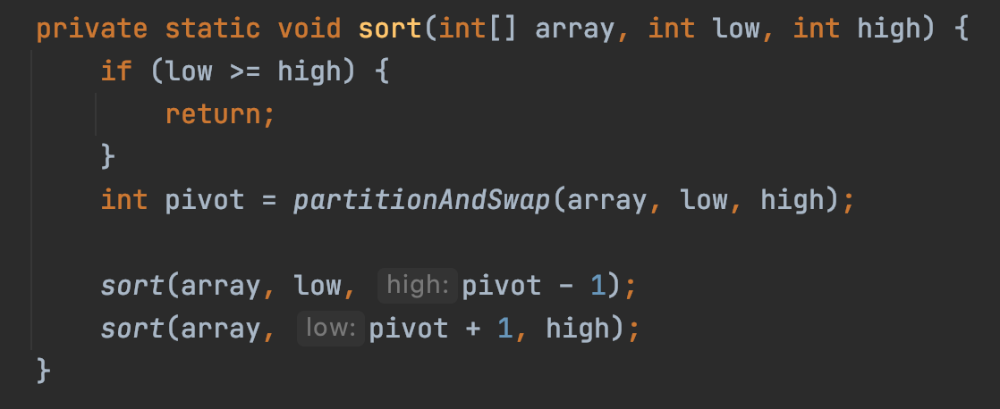 private static void sort(int[] array, int low, int high) {
    if (low >= high) {
        return;
    }
    int pivot = partitionAndSwap(array, low, high);

    sort(array, low, high: pivot - 1);
    sort(array, low: pivot + 1, high);
}